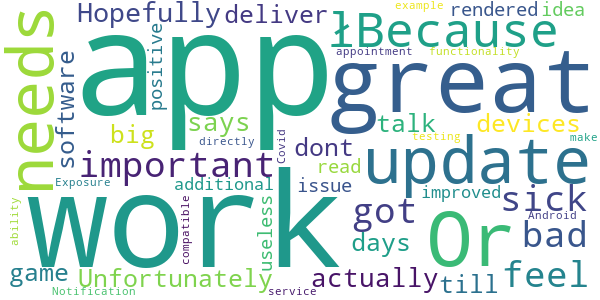 needs
Hopefully
deliver
example
rendered
idea
software
positive
app
łBecause
appointment
functionality
great
big
says
directly
Covid
talk
devices
testing
make
important
dont
read
update
ability
Exposure
additional
issue
improved
sick
work
compatible
useless
got
Android
Or
bad
days
game
Unfortunately
actually
till
feel
Notification
service